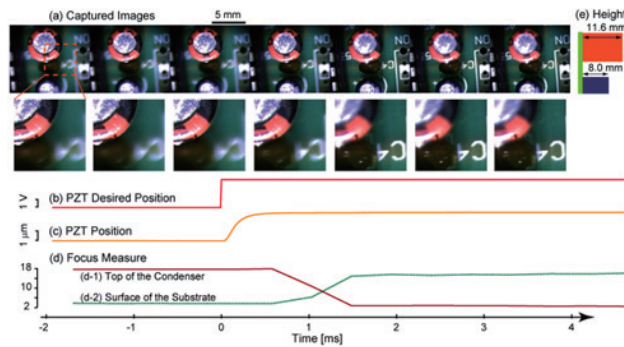 (a) Captured Images
5 mm
(e) Height
11.6 mm
8.0 mm
C4
C4
C4
(b) PZT Desired Position
1 V
(c) PZT Position
1 μm
(d) Focus Measure
18
10
2
(d-1) Top of the Condenser
(d-2) Surface of the Substrate
-2 -1 0 1 2 3 4
Time [ms]